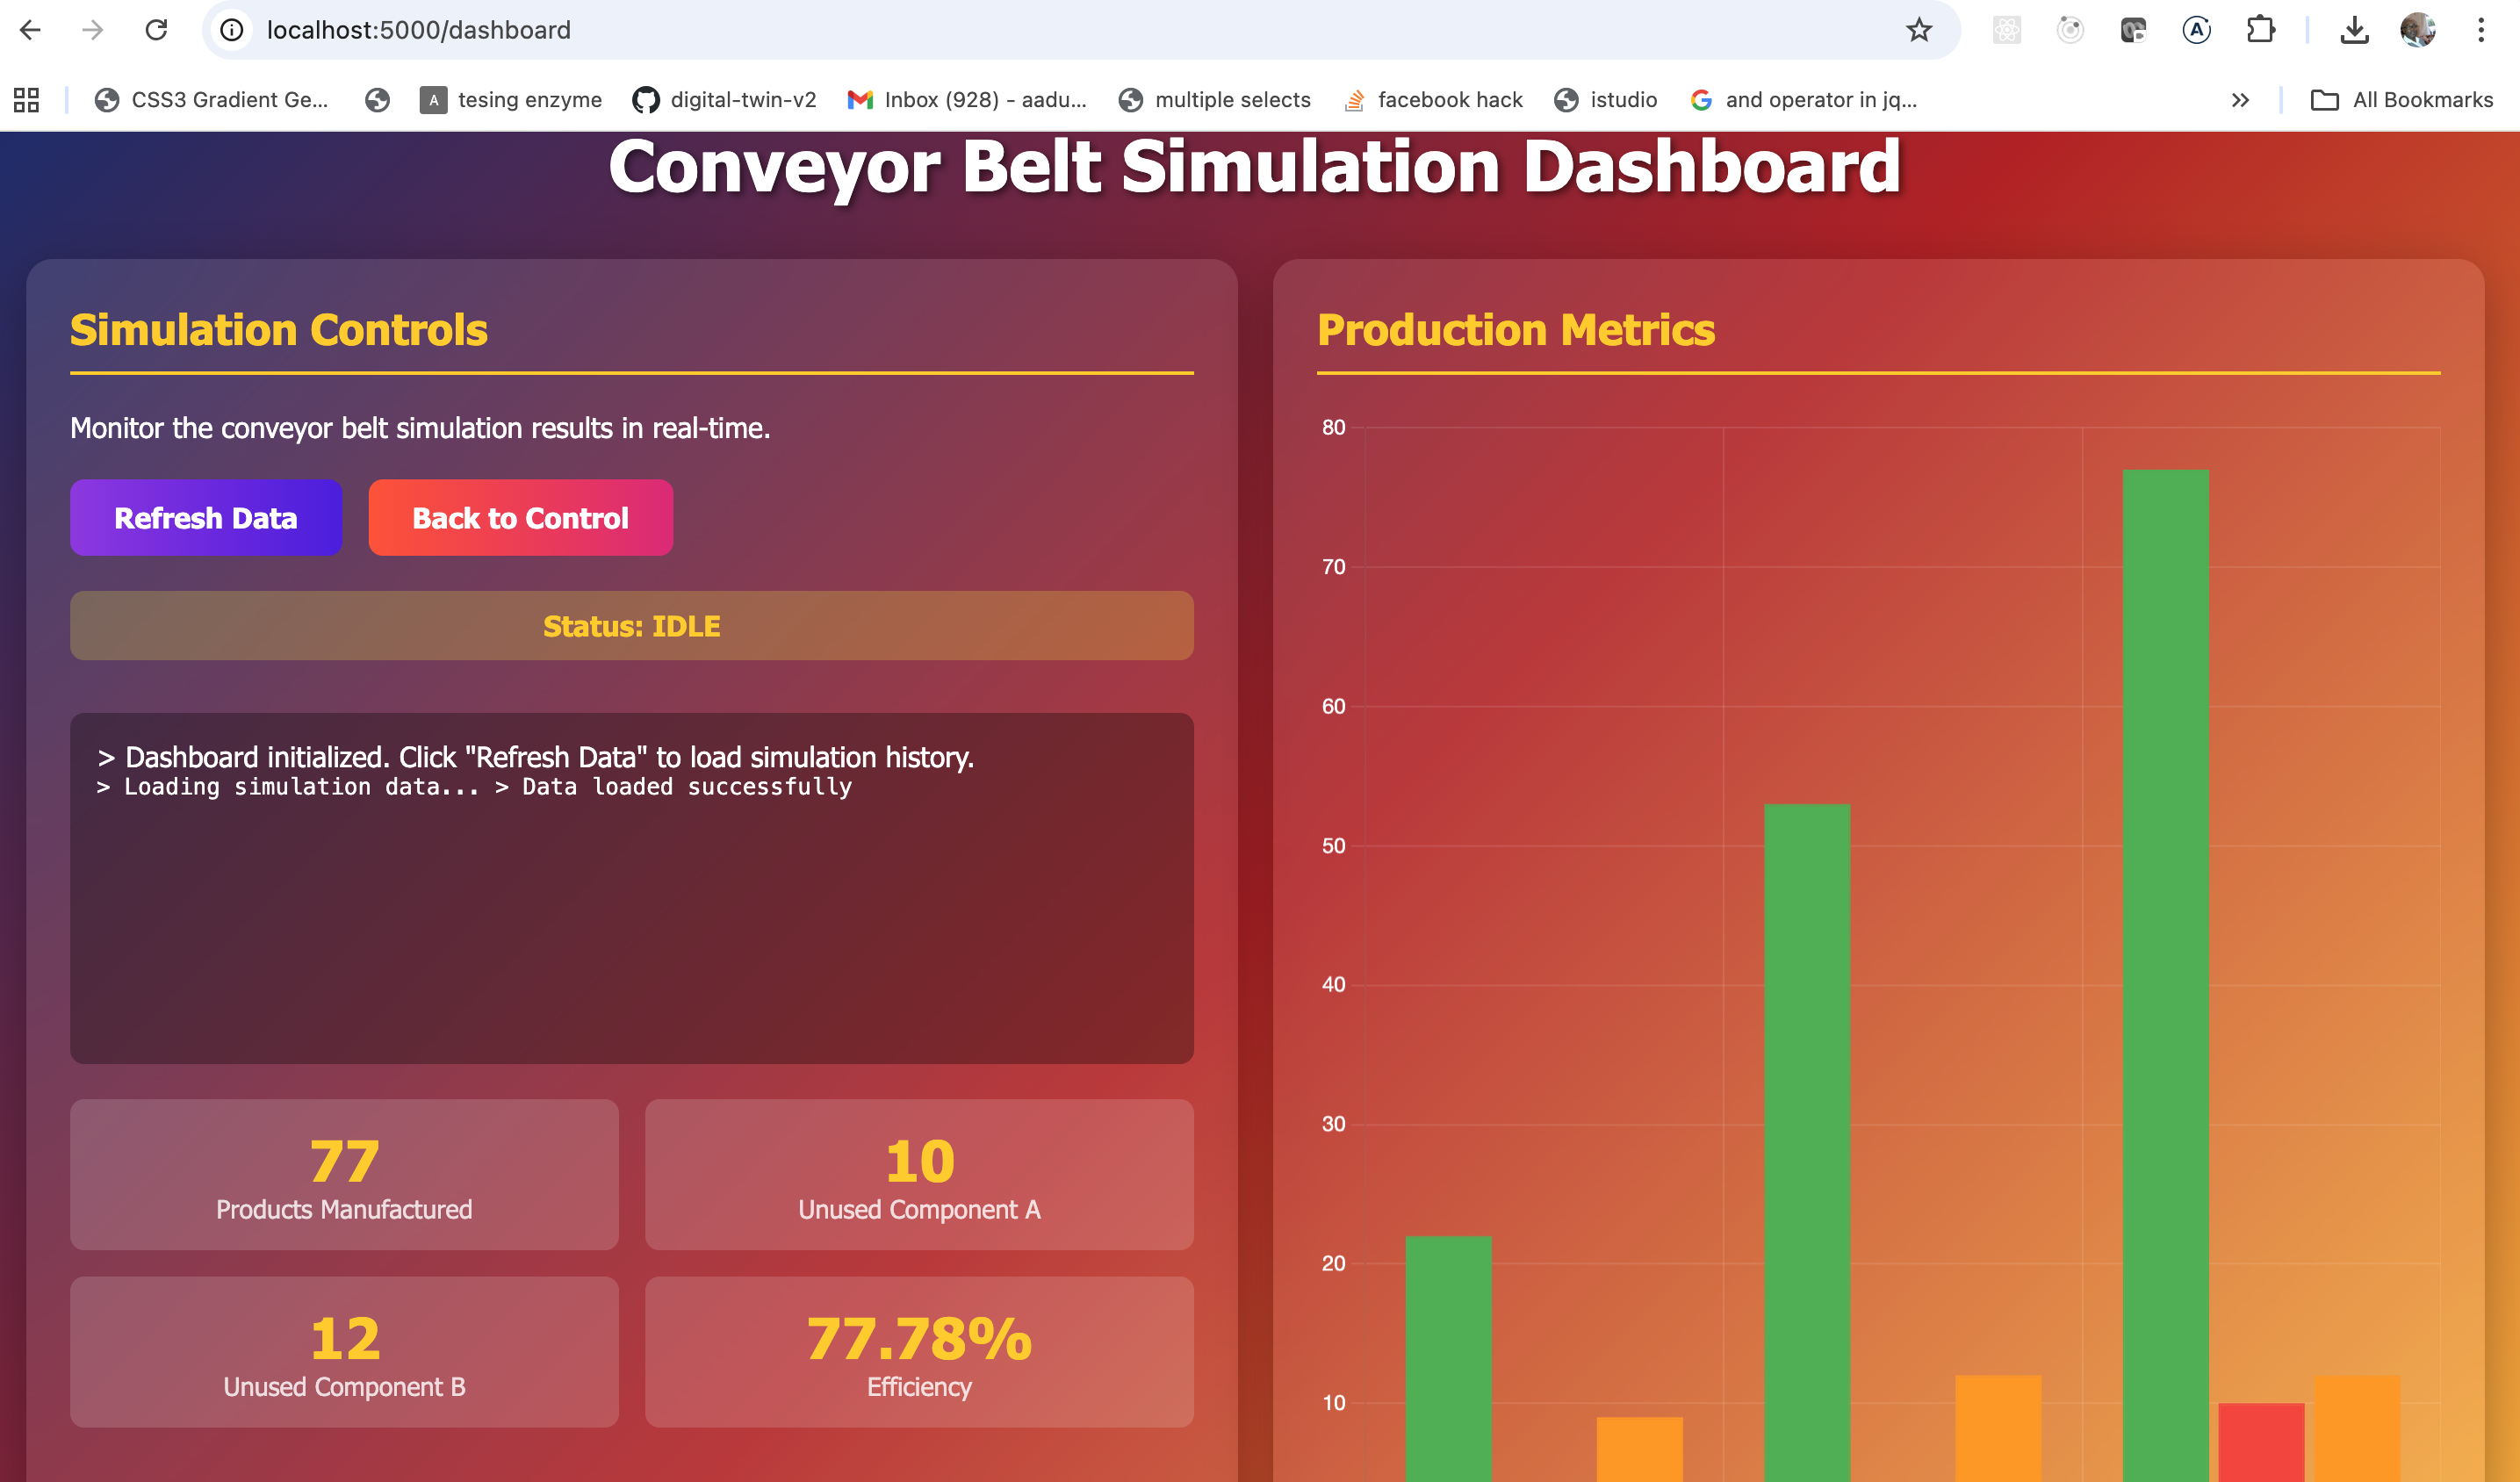 localhost:5000/dashboard
CSS3 Gradient Ge...
A tesing enzyme
digital-twin-v2
Inbox (928) - aadu...
multiple selects
facebook hack
istudio
and operator in jq...
All Bookmarks
Conveyor Belt Simulation Dashboard
Simulation Controls
Monitor the conveyor belt simulation results in real-time.
Refresh Data
Back to Control
Status: IDLE
> Dashboard initialized. Click "Refresh Data" to load simulation history.
> Loading simulation data... > Data loaded successfully
77
Products Manufactured
10
Unused Component A
12
Unused Component B
77.78%
Efficiency
Production Metrics
80
70
60
50
40
30
20
10